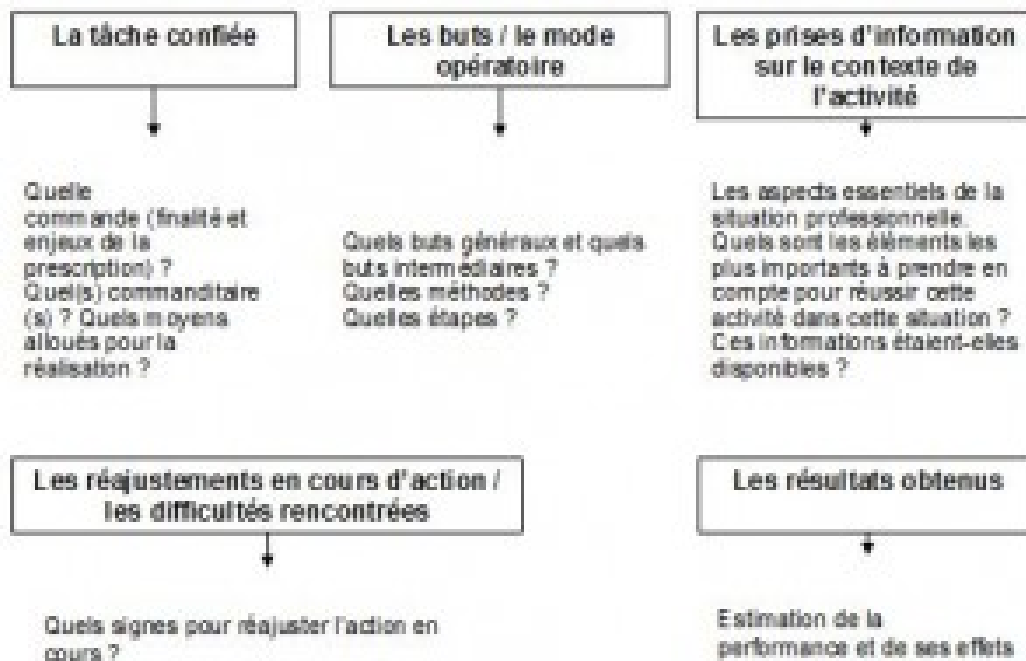 La tâche confiée
Les buts / le mode
opératoire
Les prises d'information
sur le contexte de
l'activité
Quelle
commande (finalité et
enjeux de la
prescription) ?
Quel(s) commanditaire
(s) ? Quels moyens
alloués pour la
réalisation ?
Quels buts généraux et quels
buts intermédiaires ?
Quelles méthodes ?
Quelles étapes ?
Les aspects essentiels de la
situation professionnelle.
Quels sont les éléments les
plus importants à prendre en
compte pour réussir cette
activité dans cette situation ?
Ces informations étaient-elles
disponibles ?
Les réajustements en cours d'action /
les difficultés rencontrées
Les résultats obtenus
Quels signes pour réajuster l'action en
cours ?
Estimation de la
performance et de ses effets